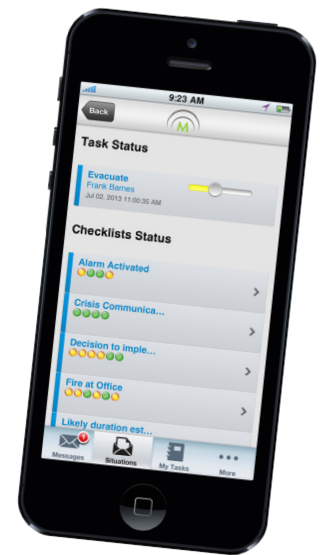 9:23 AM
Back
M
Task Status
Evacuate
Frank Barnes
Jul 02, 2013 11:00:35 AM
Checklists Status
Alarm Activated
Crisis Communica...
Decision to imple...
Fire at Office
Likely duration est...
1
Messages
Situations
My Tasks
More